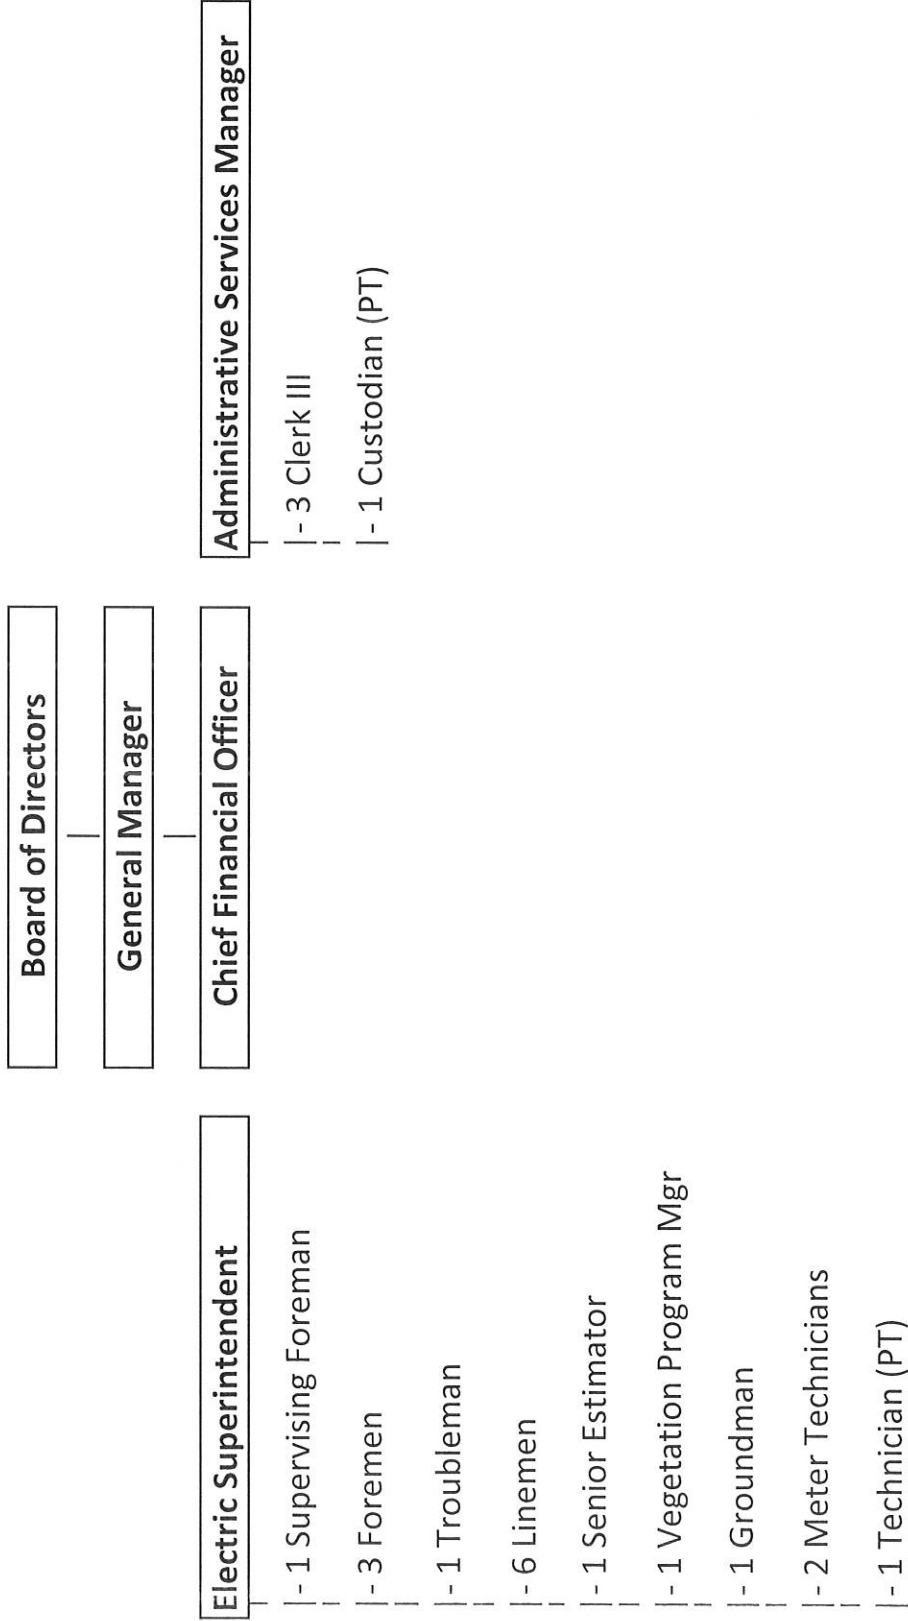 Board of Directors
General Manager
Electric Superintendent
Chief Financial Officer
Administrative Services Manager
|- 1 Supervising Foreman
|- 3 Foremen
|- 1 Troubleman
|- 6 Linemen
|- 1 Senior Estimator
|- 1 Vegetation Program Mgr
|- 1 Groundman
|- 2 Meter Technicians
|- 1 Technician (PT)
|- 3 Clerk III
|- 1 Custodian (PT)